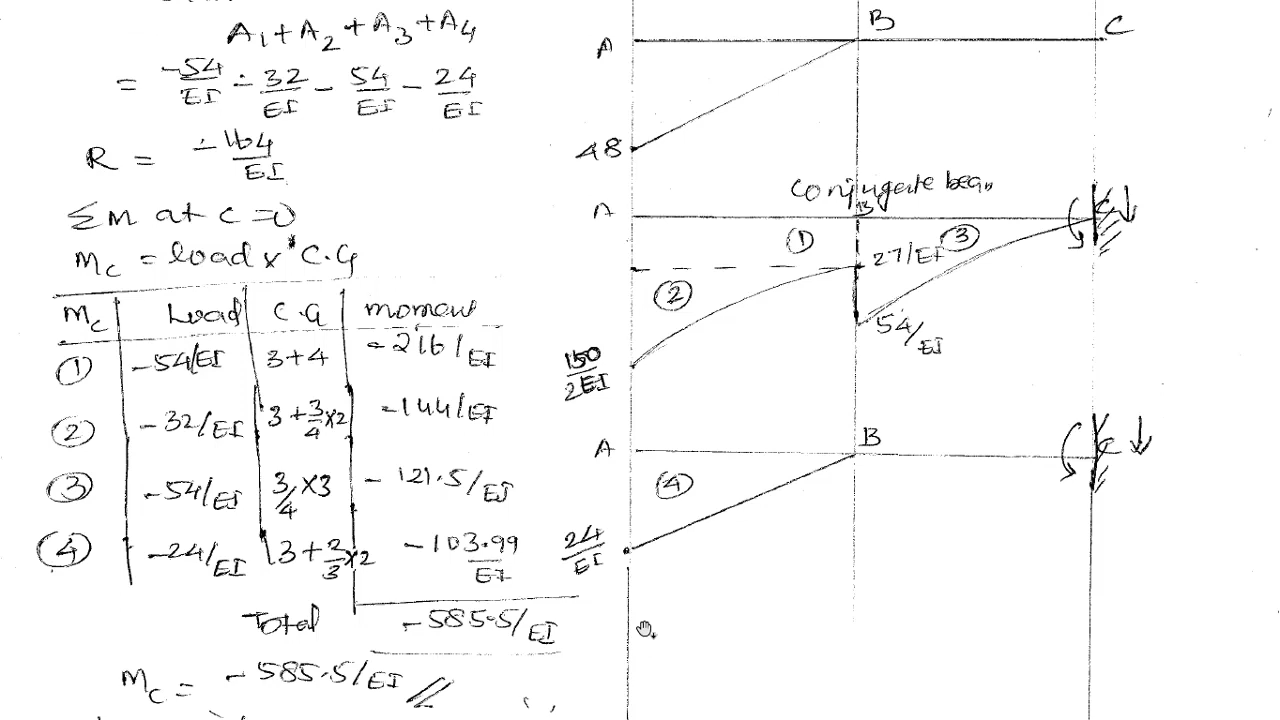 A₁+A₂+A₃+A₄
= -54/EI - 32/EI - 54/EI - 24/EI
R = -164/EI
ΣM at C=0
Mc = load x C.G
Mc Load C.G moment
① -54/EI 3+4 -216/EI
② -32/EI 3+3/4x2 -144/EI
③ -54/EI 3/4x3 -121.5/EI
④ -24/EI 3+2/3x2 -103.99/EI
Total -585.5/EI
Mc = -585.5/EI
A B C
48
Conjugate beam
A B C
① 27/EI ③
②
54/EI
150/2EI
A B C
④
24/EI